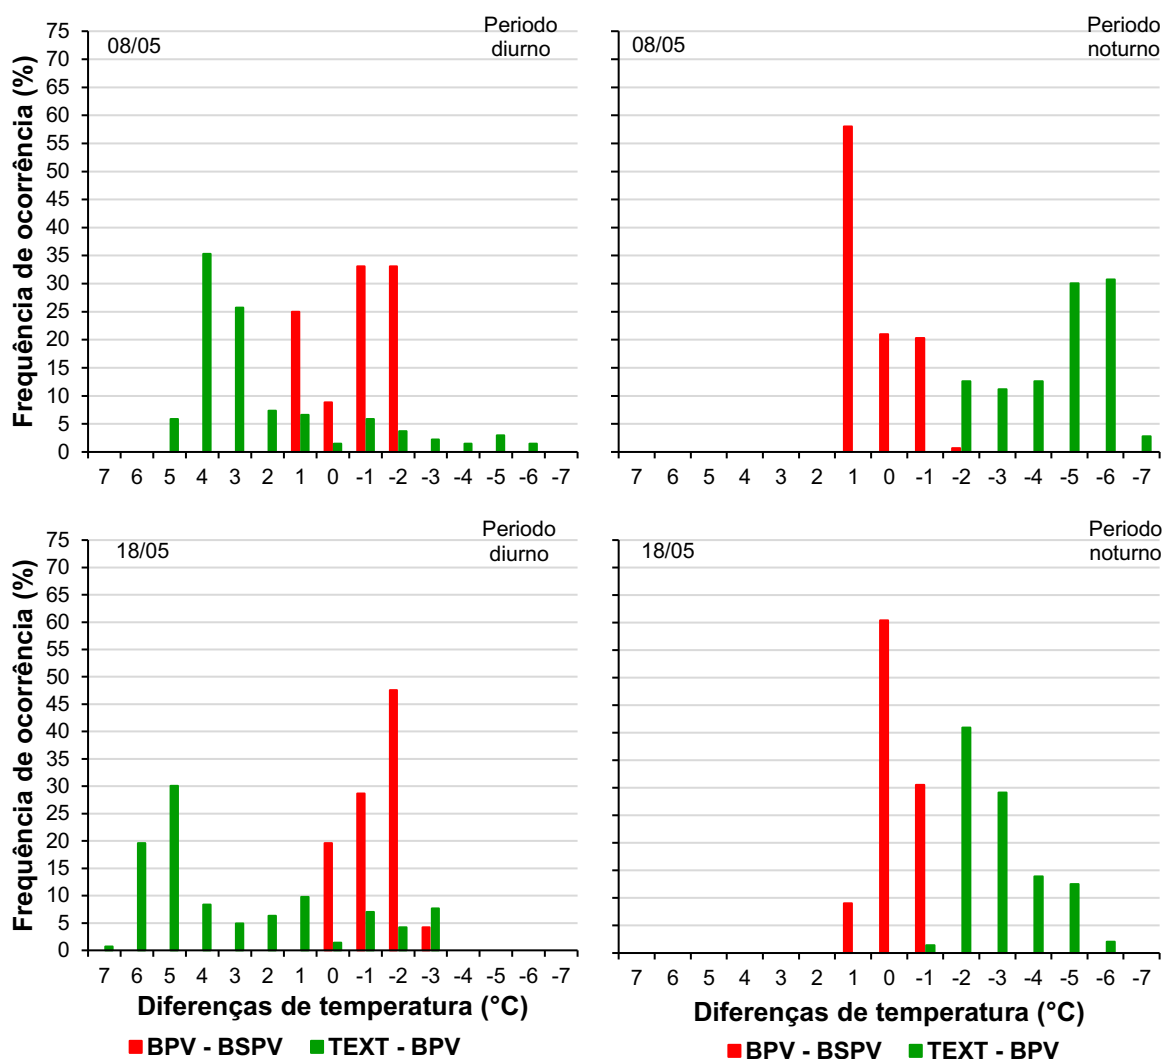 Periodo
diurno
08/05
Frequência de ocorrência (%)
75
70
65
60
55
50
45
40
35
30
25
20
15
10
5
0
7 6 5 4 3 2 1 0 -1 -2 -3 -4 -5 -6 -7
Periodo
noturno
08/05
7 6 5 4 3 2 1 0 -1 -2 -3 -4 -5 -6 -7
Periodo
diurno
18/05
Frequência de ocorrência (%)
75
70
65
60
55
50
45
40
35
30
25
20
15
10
5
0
7 6 5 4 3 2 1 0 -1 -2 -3 -4 -5 -6 -7
Diferenças de temperatura (°C)
BPV - BSPV TEXT - BPV
Periodo
noturno
18/05
7 6 5 4 3 2 1 0 -1 -2 -3 -4 -5 -6 -7
Diferenças de temperatura (°C)
BPV - BSPV TEXT - BPV